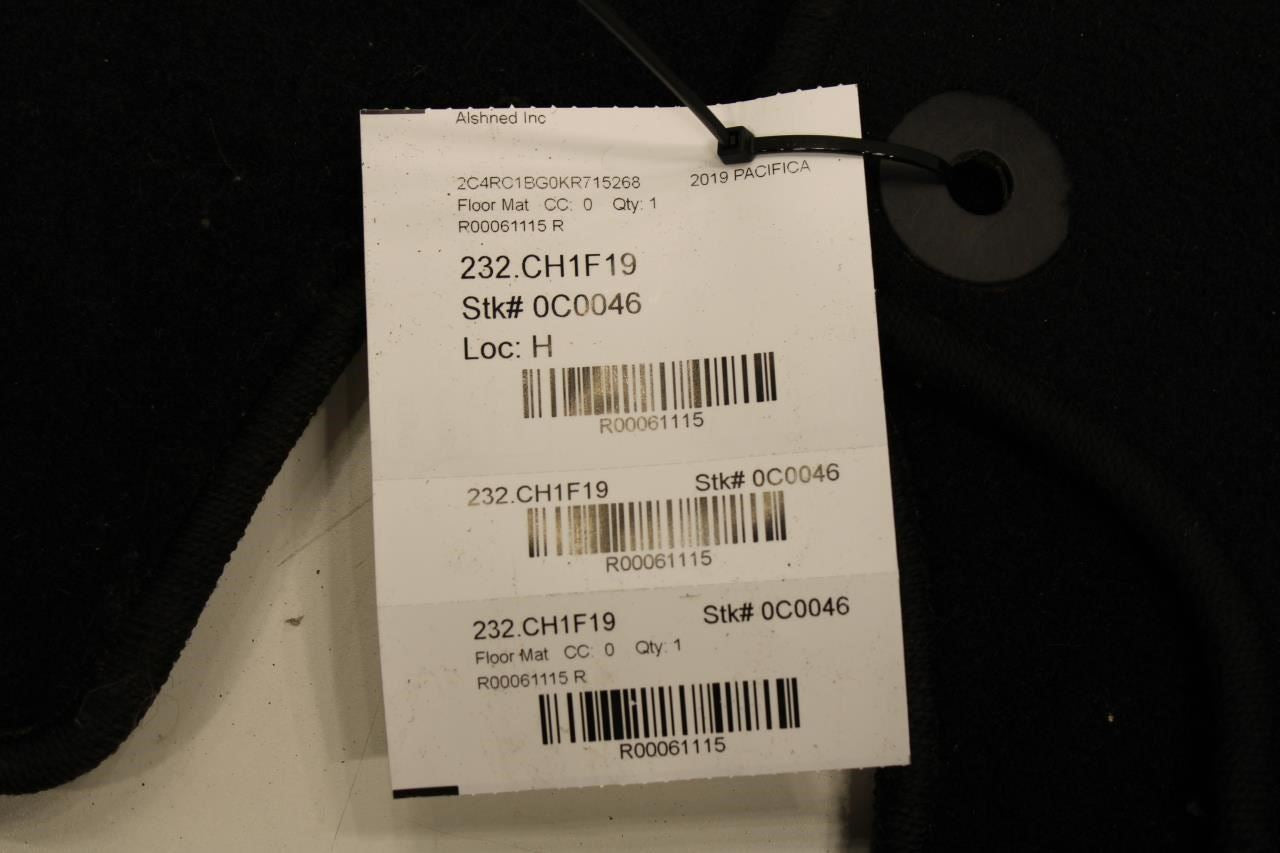 Alshned Inc
2C4RC1BG0KR715268 2019 PACIFICA
Floor Mat CC: 0 Qty: 1
R00061115 R
232.CH1F19
Stk# 0C0046
Loc: H
R00061115
232.CH1F19 Stk# 0C0046
R00061115
232.CH1F19 Stk# 0C0046
Floor Mat CC: 0 Qty: 1
R00061115 R
R00061115